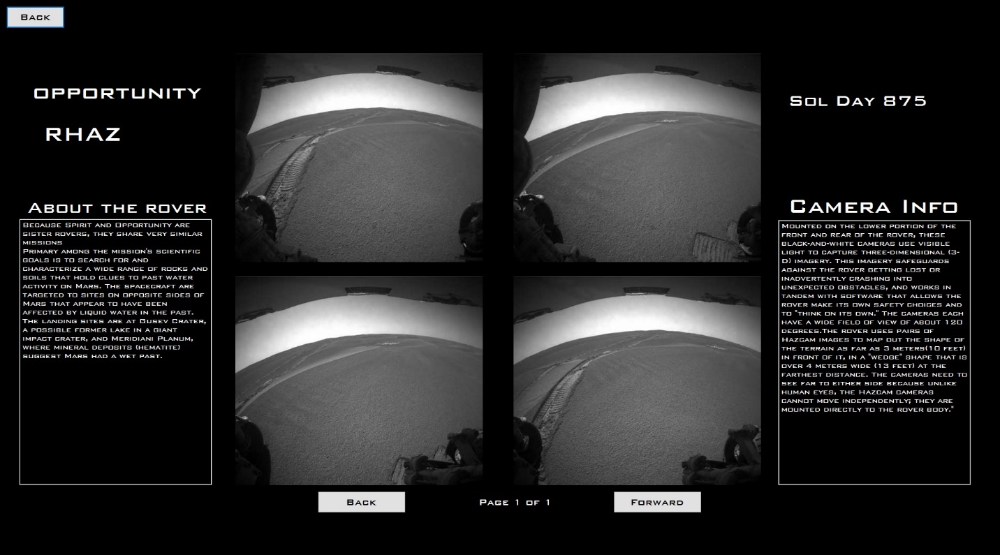 Back
OPPORTUNITY
RHAZ
Sol Day 875
About the rover
Because Spirit and Opportunity are
sister rovers, they share very similar
missions
Primary among the mission's scientific
goals is to search for and
characterize a wide range of rocks and
soils that hold clues to past water
activity on Mars. The spacecraft are
targeted to sites on opposite sides of
Mars that appear to have been
affected by liquid water in the past.
The landing sites are at Gusev Crater,
a possible former lake in a giant
impact crater, and Meridiani Planum,
where mineral deposits (hematite)
suggest Mars had a wet past.
Camera Info
Mounted on the lower portion of the
front and rear of the rover, these
black-and-white cameras use visible
light to capture three-dimensional (3-
D) imagery. This imagery safeguards
against the rover getting lost or
inadvertently crashing into
unexpected obstacles, and works in
tandem with software that allows the
rover make its own safety choices and
to "think on its own." The cameras each
have a wide field of view of about 120
degrees.The rover uses pairs of
Hazcam images to map out the shape of
the terrain as far as 3 meters(10 feet)
in front of it, in a "wedge" shape that is
over 4 meters wide (13 feet) at the
farthest distance. The cameras need to
see far to either side because unlike
human eyes, the Hazcam cameras
cannot move independently; they are
mounted directly to the rover body."
Back
Page 1 of 1
Forward